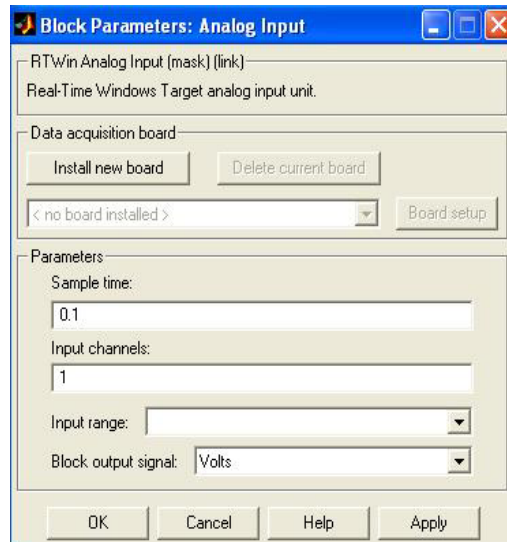 Block Parameters: Analog Input
RTWin Analog Input (mask) (link)
Real-Time Windows Target analog input unit.
Data acquisition board
Install new board Delete current board
< no board installed > Board setup
Parameters
Sample time:
0.1
Input channels:
1
Input range:
Block output signal: Volts
OK Cancel Help Apply